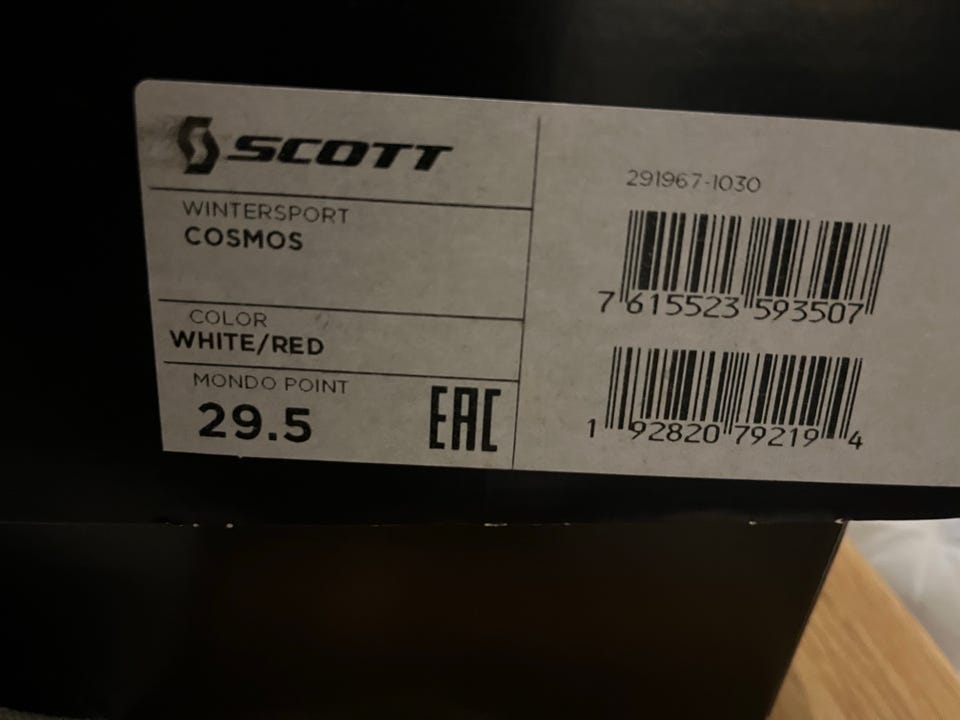 SCOTT
WINTERSPORT
COSMOS
COLOR
WHITE/RED
MONDO POINT
29.5
EAC
291967-1030
7 615523 593507
1 92820 79219 4